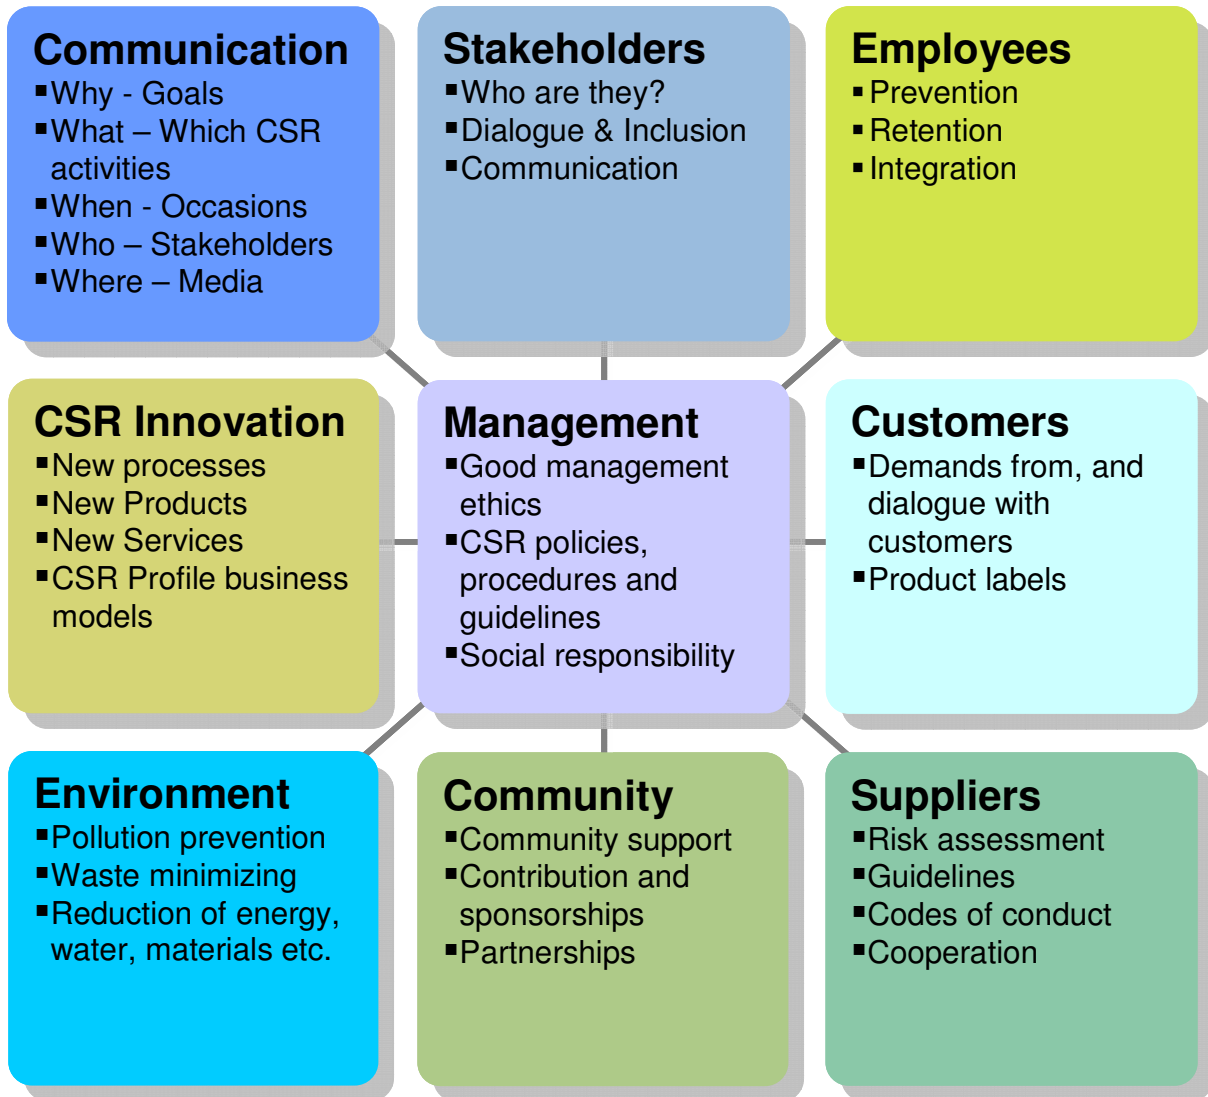 Communication
▪Why - Goals
▪What – Which CSR
activities
▪When - Occasions
▪Who – Stakeholders
▪Where – Media
Stakeholders
▪Who are they?
▪Dialogue & Inclusion
▪Communication
Employees
▪Prevention
▪Retention
▪Integration
CSR Innovation
▪New processes
▪New Products
▪New Services
▪CSR Profile business
models
Management
▪Good management
ethics
▪CSR policies,
procedures and
guidelines
▪Social responsibility
Customers
▪Demands from, and
dialogue with
customers
▪Product labels
Environment
▪Pollution prevention
▪Waste minimizing
▪Reduction of energy,
water, materials etc.
Community
▪Community support
▪Contribution and
sponsorships
▪Partnerships
Suppliers
▪Risk assessment
▪Guidelines
▪Codes of conduct
▪Cooperation